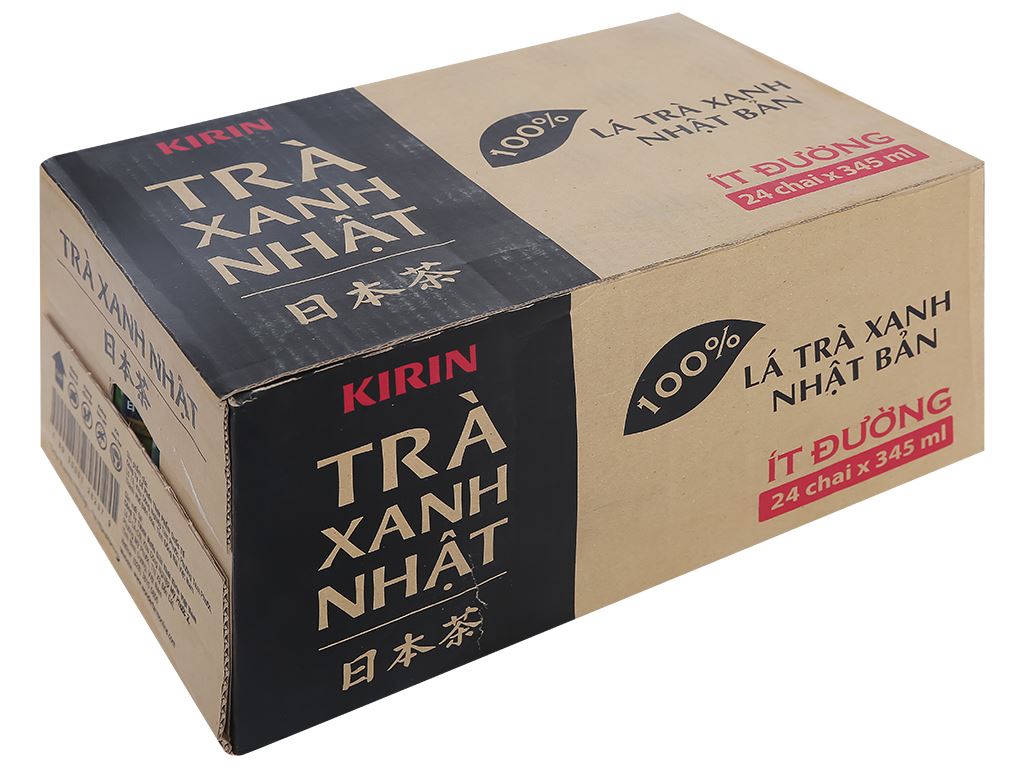 KIRIN
TRÀ
XANH
NHẬT
日本茶
100%
LÁ TRÀ XANH
NHẬT BẢN
ÍT ĐƯỜNG
24 chai x 345 ml
TRÀ XANH NHẬT
日本茶
KIRIN
TRÀ
XANH
NHẬT
日本茶
100%
LÁ TRÀ XANH
NHẬT BẢN
ÍT ĐƯỜNG
24 chai x 345 ml